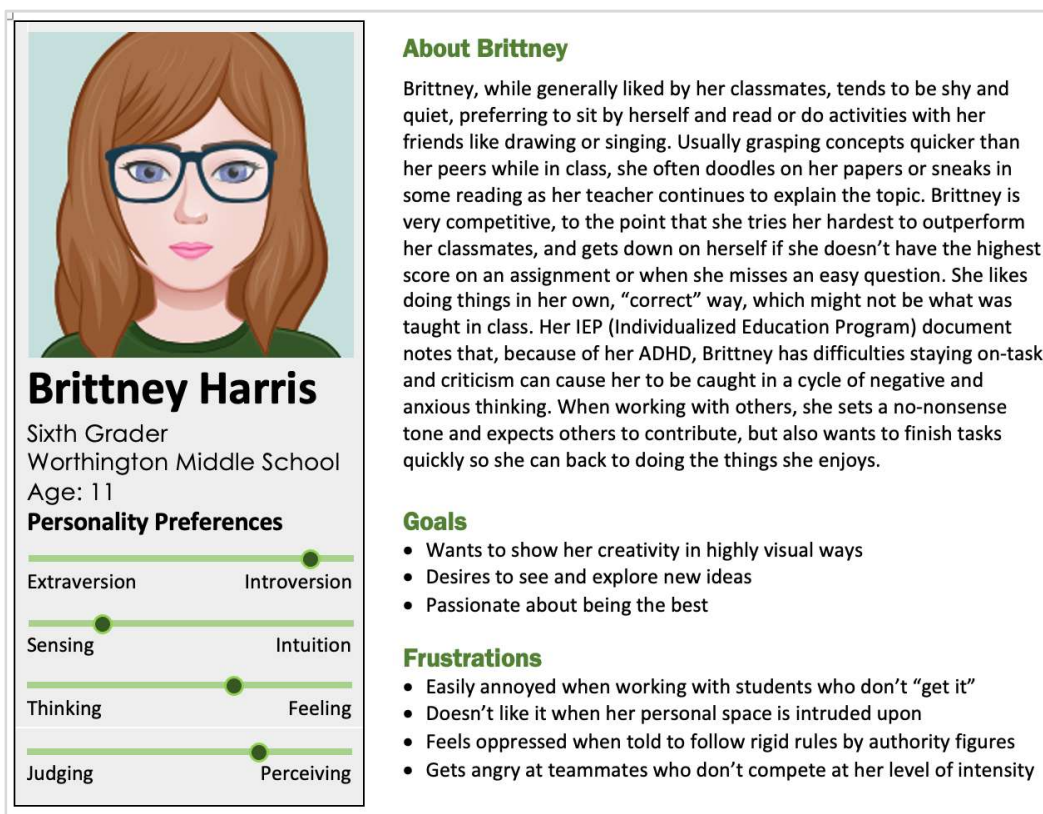 Brittney Harris
Sixth Grader
Worthington Middle School
Age: 11
Personality Preferences
Extraversion Introversion
Sensing Intuition
Thinking Feeling
Judging Perceiving
About Brittney
Brittney, while generally liked by her classmates, tends to be shy and
quiet, preferring to sit by herself and read or do activities with her
friends like drawing or singing. Usually grasping concepts quicker than
her peers while in class, she often doodles on her papers or sneaks in
some reading as her teacher continues to explain the topic. Brittney is
very competitive, to the point that she tries her hardest to outperform
her classmates, and gets down on herself if she doesn’t have the highest
score on an assignment or when she misses an easy question. She likes
doing things in her own, “correct” way, which might not be what was
taught in class. Her IEP (Individualized Education Program) document
notes that, because of her ADHD, Brittney has difficulties staying on-task
and criticism can cause her to be caught in a cycle of negative and
anxious thinking. When working with others, she sets a no-nonsense
tone and expects others to contribute, but also wants to finish tasks
quickly so she can back to doing the things she enjoys.
Goals
• Wants to show her creativity in highly visual ways
• Desires to see and explore new ideas
• Passionate about being the best
Frustrations
• Easily annoyed when working with students who don’t “get it”
• Doesn’t like it when her personal space is intruded upon
• Feels oppressed when told to follow rigid rules by authority figures
• Gets angry at teammates who don’t compete at her level of intensity